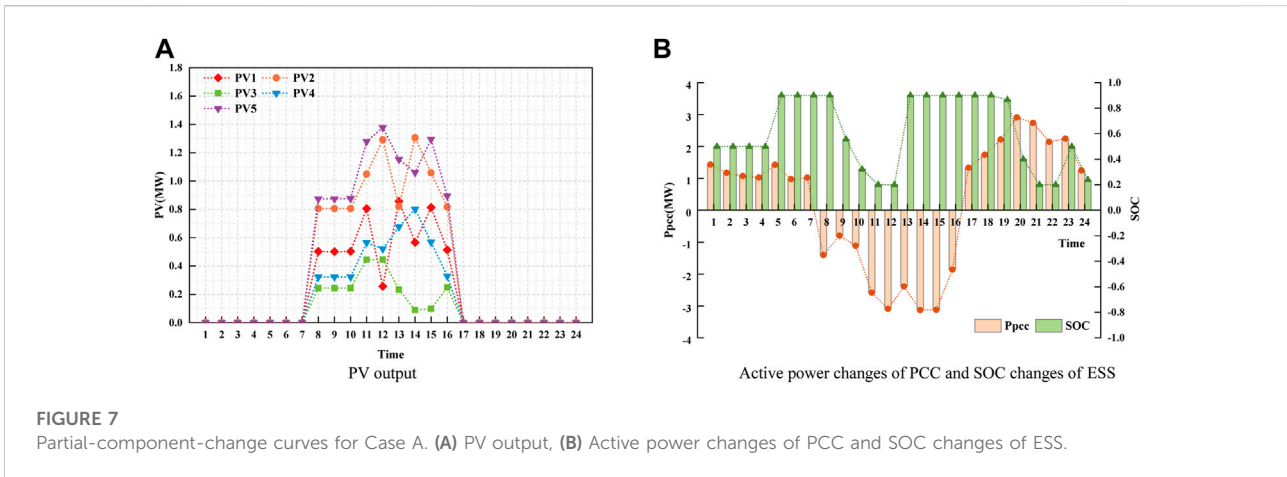 A
1.8
1.6
1.4
1.2
1.0
0.8
0.6
0.4
0.2
0.0
PV(MW)
PV1 PV2
PV3 PV4
PV5
1 2 3 4 5 6 7 8 9 10 11 12 13 14 15 16 17 18 19 20 21 22 23 24
Time
PV output
B
4
3
2
1
0
-1
-2
-3
-4
Ppcc(MW)
1 2 3 4 5 6 7 8 9 10 11 12 13 14 15 16 17 18 19 20 21 22 23 24
Time
1.0
0.8
0.6
0.4
0.2
0.0
-0.2
-0.4
-0.6
-0.8
-1.0
SOC
Ppcc SOC
Active power changes of PCC and SOC changes of ESS
FIGURE 7
Partial-component-change curves for Case A. (A) PV output, (B) Active power changes of PCC and SOC changes of ESS.